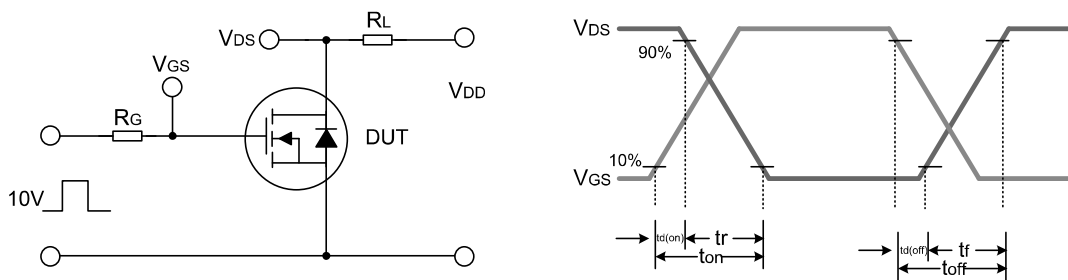 VDS
RL
VGS
VDD
RG
DUT
10V
VDS
90%
10%
VGS
td(on)
tr
ton
td(off)
tf
toff